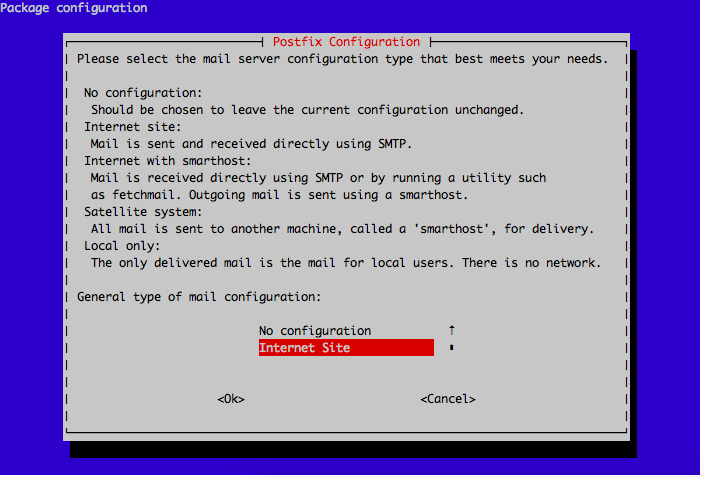 Package configuration
Postfix Configuration
Please select the mail server configuration type that best meets your needs.
No configuration:
Should be chosen to leave the current configuration unchanged.
Internet site:
Mail is sent and received directly using SMTP.
Internet with smarthost:
Mail is received directly using SMTP or by running a utility such
as fetchmail. Outgoing mail is sent using a smarthost.
Satellite system:
All mail is sent to another machine, called a 'smarthost', for delivery.
Local only:
The only delivered mail is the mail for local users. There is no network.
General type of mail configuration:
No configuration ↑
Internet Site
<Ok> <Cancel>